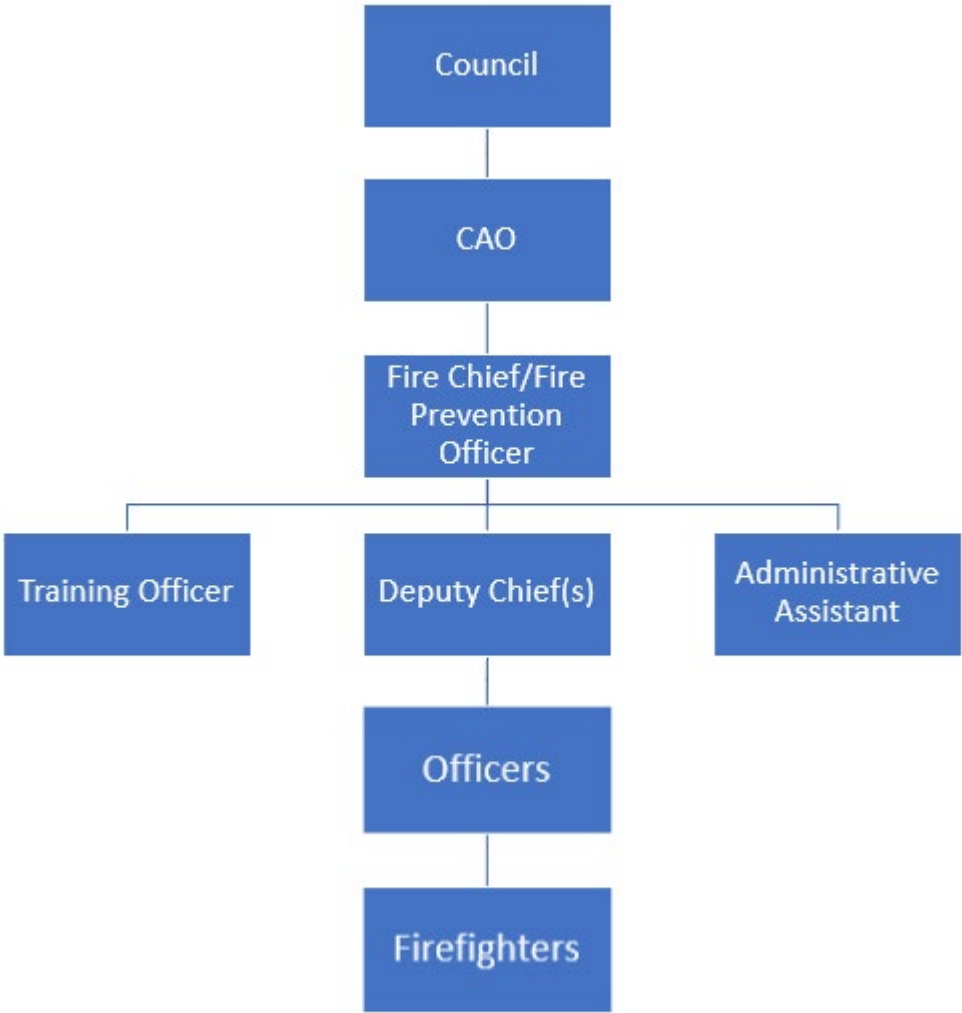 Council
CAO
Fire Chief/Fire
Prevention
Officer
Training Officer
Deputy Chief(s)
Administrative
Assistant
Officers
Firefighters